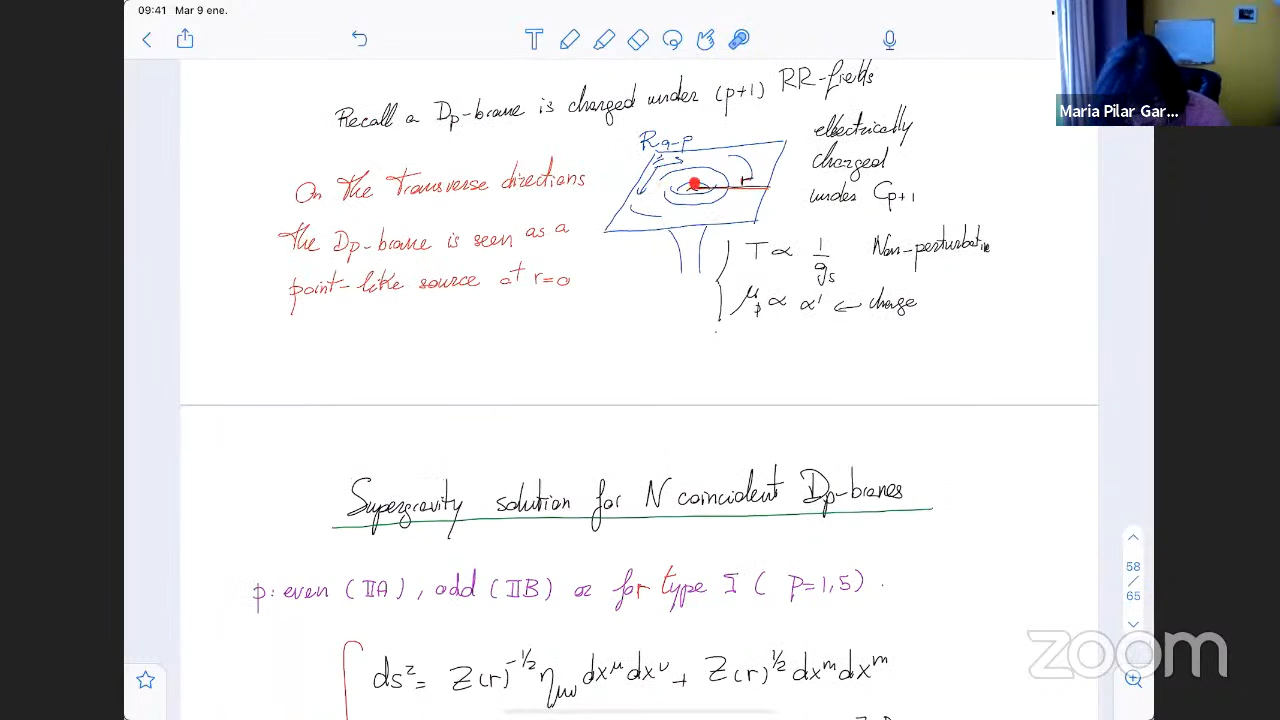 09:41 Mar 9 ene.
Maria Pilar Gar...
Recall a Dp-brane is charged under (p+1) RR-fields
electrically
charged
under Cp+1
R9-p
r
On the transverse directions
the Dp-brane is seen as a
point-like source at r=0
T ∝ 1/gs Non-perturbative
μp ∝ α' ← charge
Supergravity solution for N coincident Dp-branes
p: even (IIA), odd (IIB) or for type I ( p=1,5) .
ds²= Z(r)^-1/2 ημν dx^μ dx^ν + Z(r)^1/2 dx^m dx^m
58
/
65
zoom